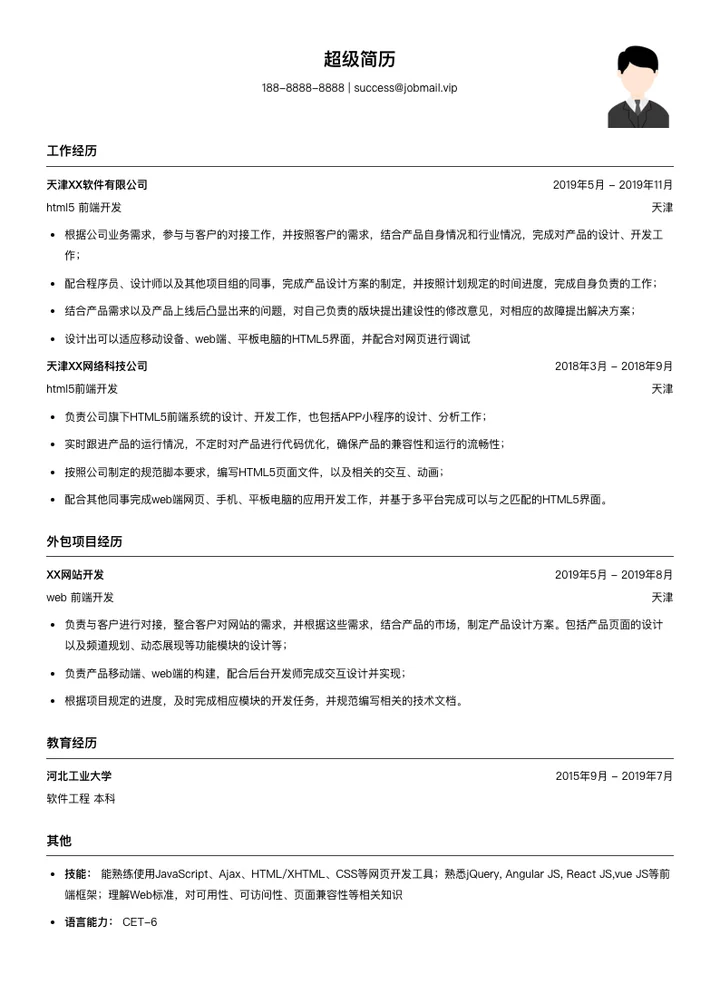 超级简历
188-8888-8888 | success@jobmail.vip
工作经历
天津XX软件有限公司 2019年5月 - 2019年11月
html5 前端开发 天津
• 根据公司业务需求，参与与客户的对接工作，并按照客户的需求，结合产品自身情况和行业情况，完成对产品的设计、开发工
作；
• 配合程序员、设计师以及其他项目组的同事，完成产品设计方案的制定，并按照计划规定的时间进度，完成自身负责的工作；
• 结合产品需求以及产品上线后凸显出来的问题，对自己负责的版块提出建设性的修改意见，对相应的故障提出解决方案；
• 设计出可以适应移动设备、web端、平板电脑的HTML5界面，并配合对网页进行调试
天津XX网络科技公司 2018年3月 - 2018年9月
html5前端开发 天津
• 负责公司旗下HTML5前端系统的设计、开发工作，也包括APP小程序的设计、分析工作；
• 实时跟进产品的运行情况，不定时对产品进行代码优化，确保产品的兼容性和运行的流畅性；
• 按照公司制定的规范脚本要求，编写HTML5页面文件，以及相关的交互、动画；
• 配合其他同事完成web端网页、手机、平板电脑的应用开发工作，并基于多平台完成可以与之匹配的HTML5界面。
外包项目经历
XX网站开发 2019年5月 - 2019年8月
web 前端开发 天津
• 负责与客户进行对接，整合客户对网站的需求，并根据这些需求，结合产品的市场，制定产品设计方案。包括产品页面的设计
以及频道规划、动态展现等功能模块的设计等；
• 负责产品移动端、web端的构建，配合后台开发师完成交互设计并实现；
• 根据项目规定的进度，及时完成相应模块的开发任务，并规范编写相关的技术文档。
教育经历
河北工业大学 2015年9月 - 2019年7月
软件工程 本科
其他
• 技能： 能熟练使用JavaScript、Ajax、HTML/XHTML、CSS等网页开发工具；熟悉jQuery, Angular JS, React JS,vue JS等前
端框架；理解Web标准，对可用性、可访问性、页面兼容性等相关知识
• 语言能力： CET-6